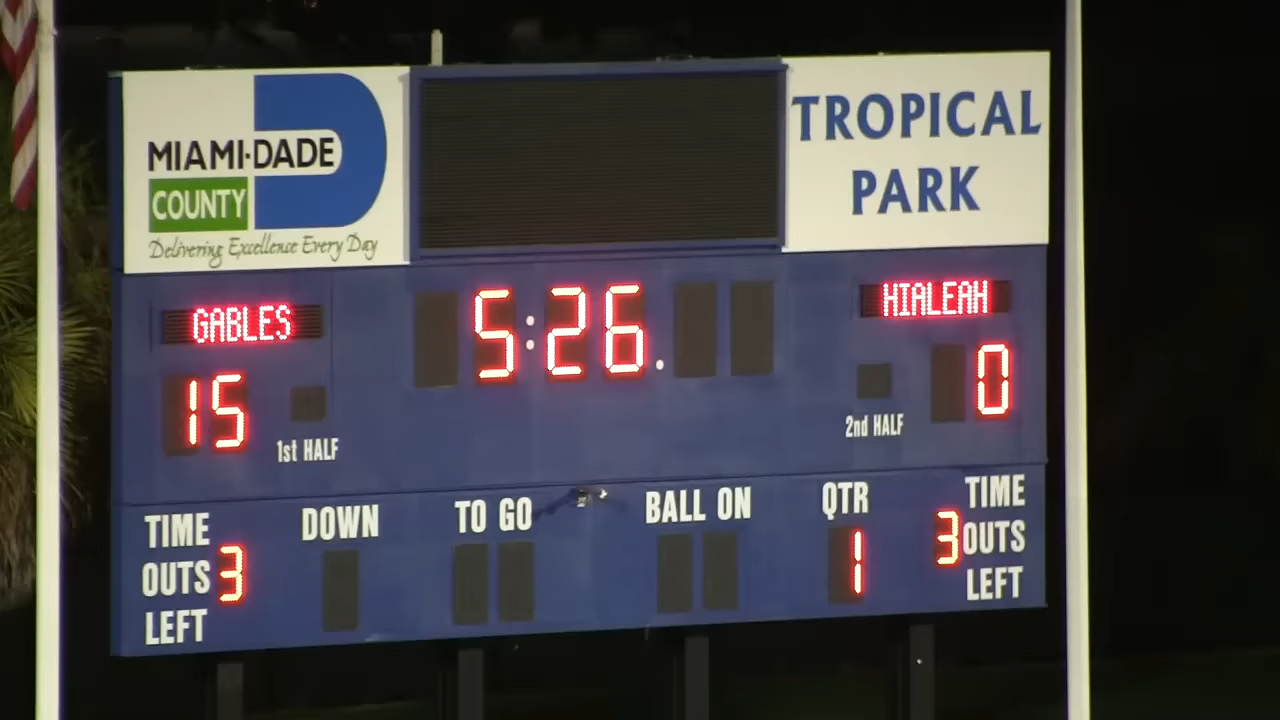 MIAMI-DADE
COUNTY
Delivering Excellence Every Day
TROPICAL
PARK
GABLES
5:26.
HIALEAH
15
1st HALF
2nd HALF
0
TIME
OUTS 3
LEFT
DOWN
TO GO
BALL ON
QTR
1
TIME
3 OUTS
LEFT